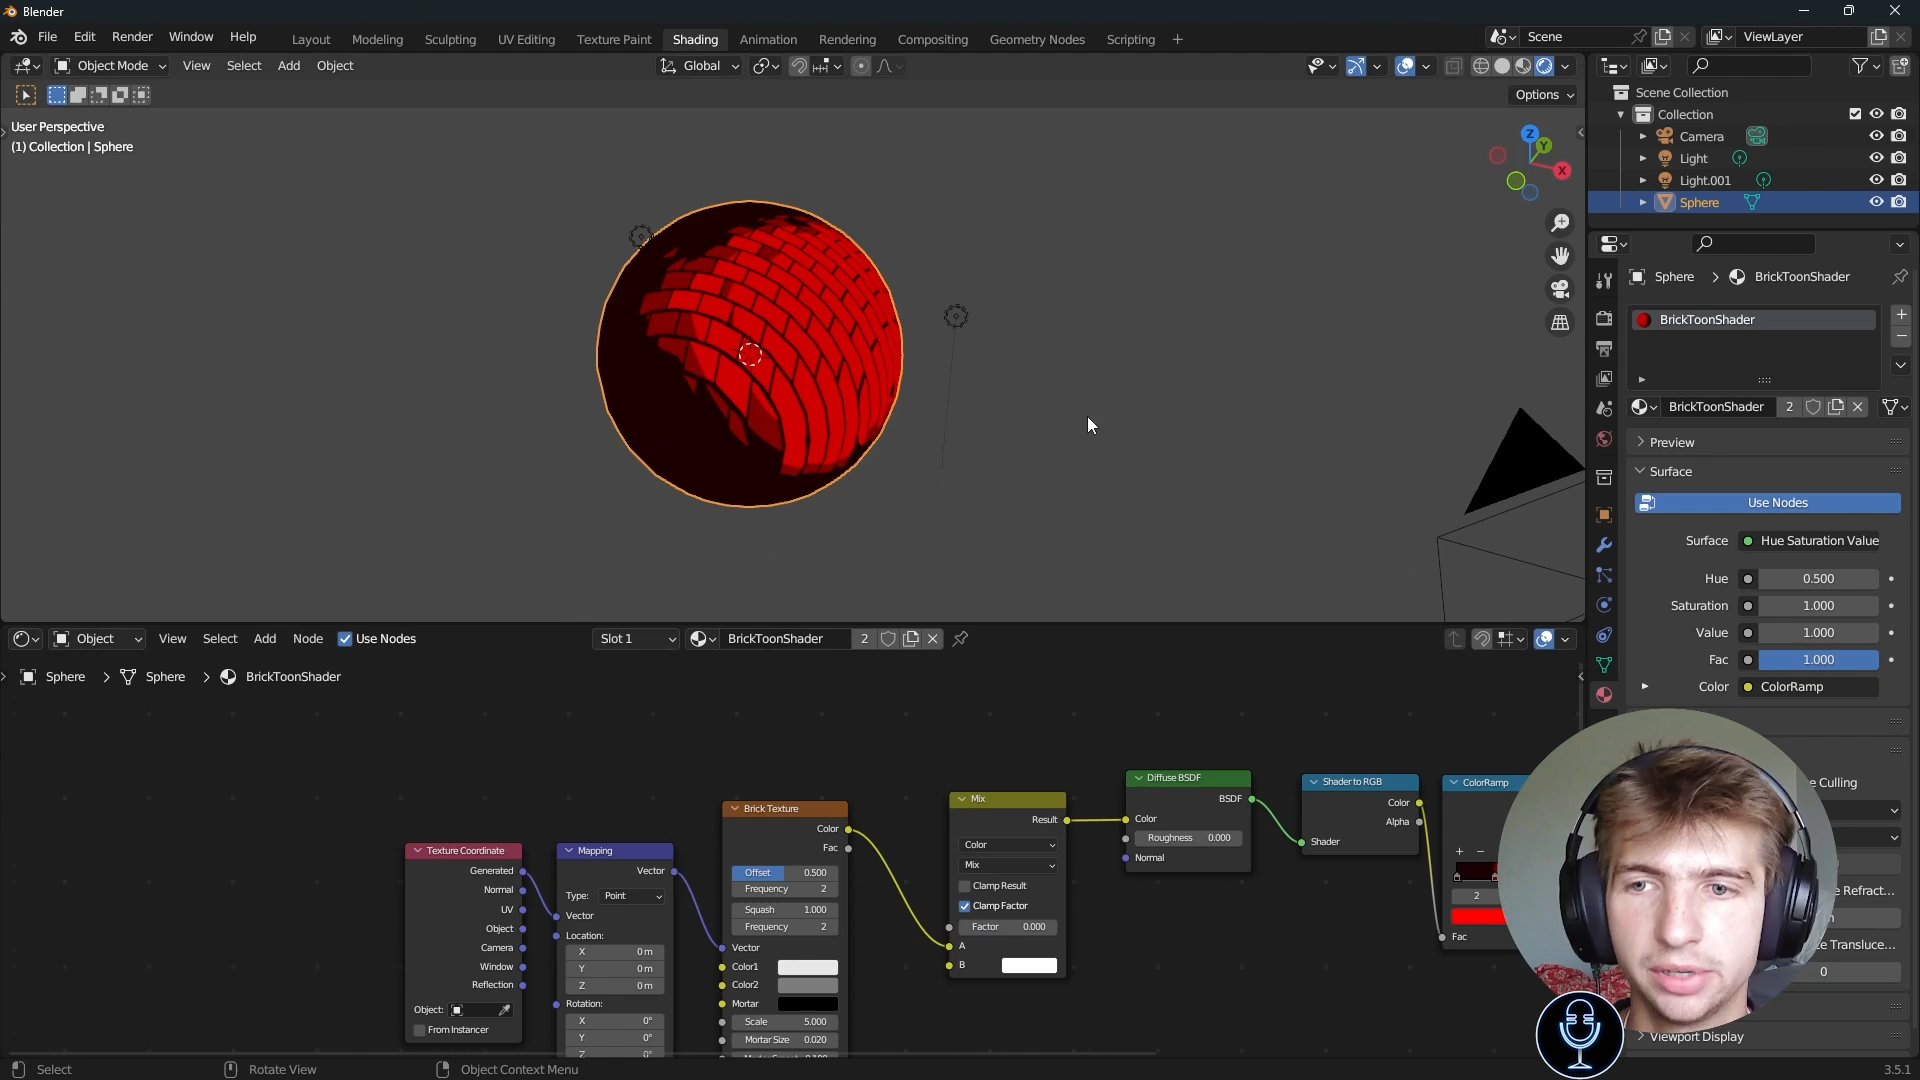 Blender
File Edit Render Window Help Layout Modeling Sculpting UV Editing Texture Paint Shading Animation Rendering Compositing Geometry Nodes Scripting + Scene ViewLayer
Object Mode View Select Add Object Global
Options
User Perspective
(1) Collection | Sphere
Z
Y
X
Scene Collection
Collection
Camera
Light
Light.001
Sphere
Sphere > BrickToonShader
BrickToonShader
BrickToonShader 2
Preview
Surface
Use Nodes
Surface Hue Saturation Value
Hue 0.500
Saturation 1.000
Value 1.000
Fac 1.000
Color ColorRamp
e Culling
e Refract...
e Transluce...
0
Viewport Display
Object View Select Add Node Use Nodes Slot 1 BrickToonShader 2
Sphere > Sphere > BrickToonShader
Texture Coordinate
Generated
Normal
UV
Object
Camera
Window
Reflection
Object:
From Instancer
Mapping
Vector
Type: Point
Vector
Location:
X 0 m
Y 0 m
Z 0 m
Rotation:
X 0°
Y 0°
Z 0°
Brick Texture
Color
Fac
Offset 0.500
Frequency 2
Squash 1.000
Frequency 2
Vector
Color1
Color2
Mortar
Scale 5.000
Mortar Size 0.020
Mix
Result
Color
Mix
Clamp Result
Clamp Factor
Factor 0.000
A
B
Diffuse BSDF
BSDF
Color
Roughness 0.000
Normal
Shader to RGB
Color
Alpha
Shader
ColorRamp
+ −
2
Fac
Select Rotate View Object Context Menu 3.5.1